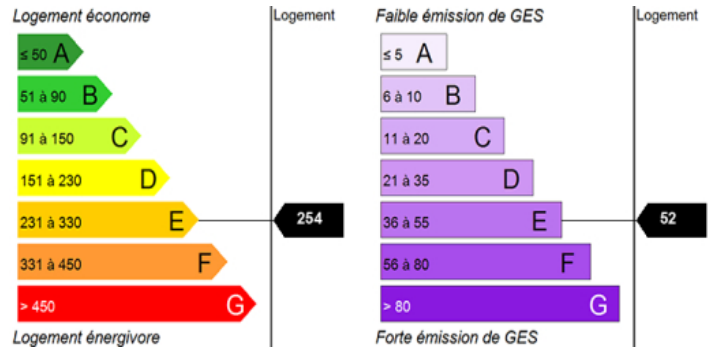 Logement économe
Logement
≤ 50 A
51 à 90 B
91 à 150 C
151 à 230 D
231 à 330 E
254
331 à 450 F
> 450 G
Logement énergivore
Faible émission de GES
Logement
≤ 5 A
6 à 10 B
11 à 20 C
21 à 35 D
36 à 55 E
52
56 à 80 F
> 80 G
Forte émission de GES